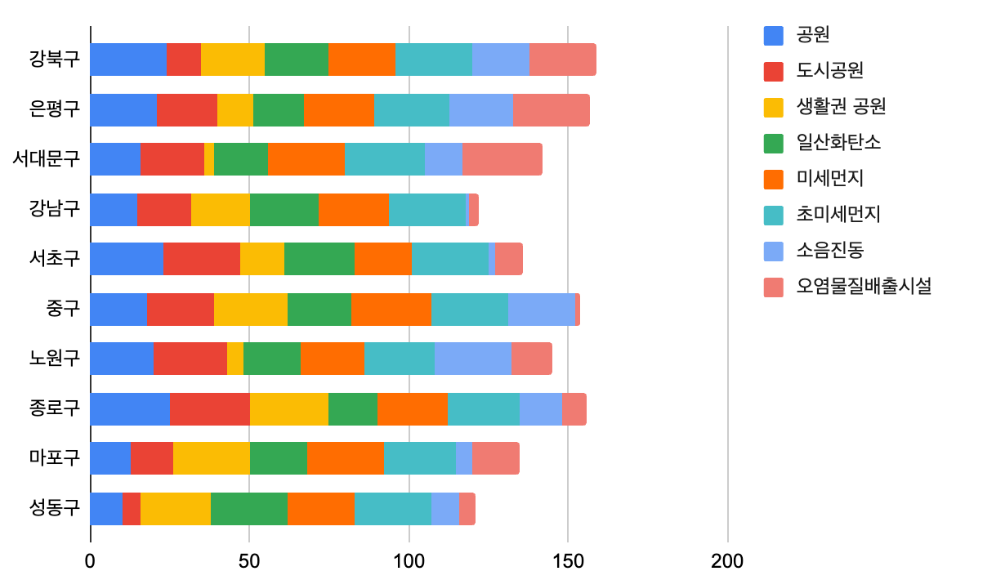 강북구
은평구
서대문구
강남구
서초구
중구
노원구
종로구
마포구
성동구
0 50 100 150 200
공원
도시공원
생활권 공원
일산화탄소
미세먼지
초미세먼지
소음진동
오염물질배출시설